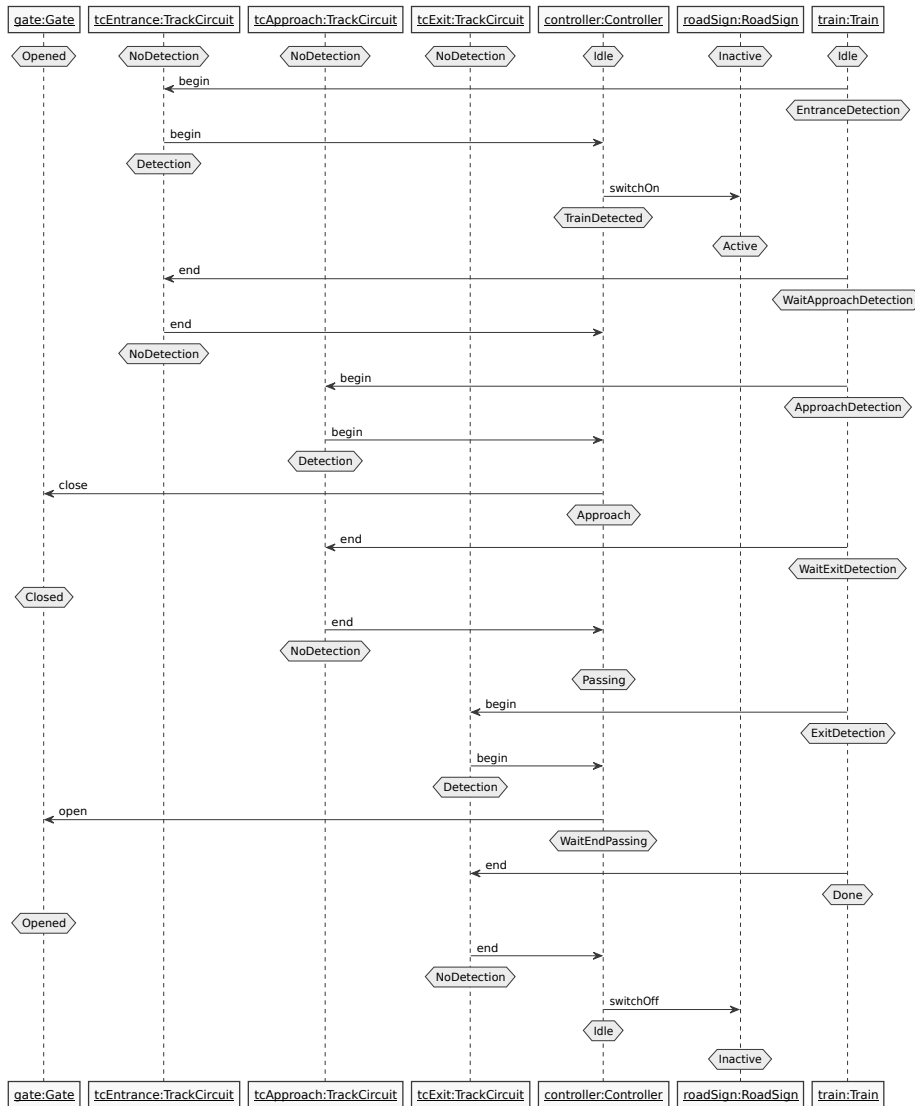 gate:Gate tcEntrance:TrackCircuit tcApproach:TrackCircuit tcExit:TrackCircuit controller:Controller roadSign:RoadSign train:Train
Opened NoDetection NoDetection NoDetection Idle Inactive Idle
begin
EntranceDetection
begin
Detection
switchOn
TrainDetected
Active
end
WaitApproachDetection
end
NoDetection
begin
ApproachDetection
begin
Detection
close
Approach
end
WaitExitDetection
Closed
end
NoDetection
Passing
begin
ExitDetection
begin
Detection
open
WaitEndPassing
end
Done
Opened
end
NoDetection
switchOff
Idle
Inactive
gate:Gate tcEntrance:TrackCircuit tcApproach:TrackCircuit tcExit:TrackCircuit controller:Controller roadSign:RoadSign train:Train